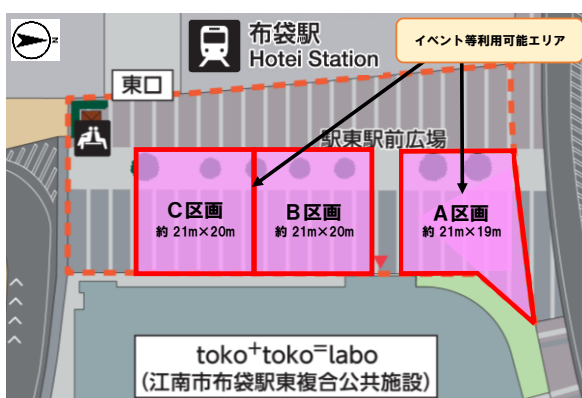 N
布袋駅
Hotei Station
イベント等利用可能エリア
東口
駅東駅前広場
C区画
約 21m×20m
B区画
約 21m×20m
A区画
約 21m×19m
toko+toko=labo
(江南市布袋駅東複合公共施設)